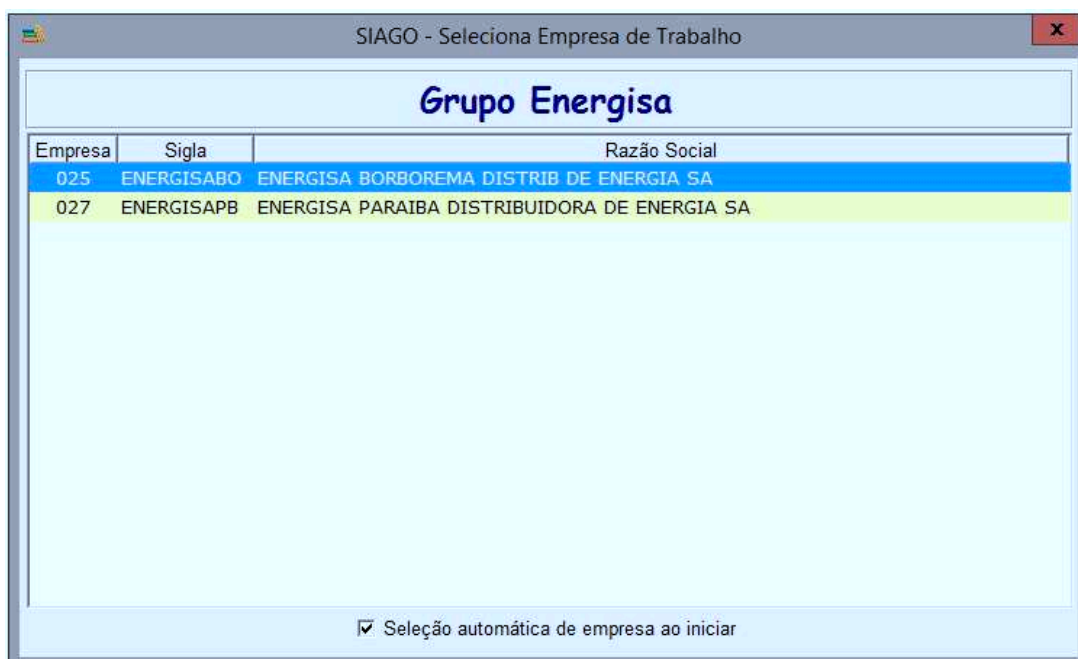 SIAGO - Seleciona Empresa de Trabalho
x
Grupo Energisa
Empresa Sigla Razão Social
025 ENERGISABO ENERGISA BORBOREMA DISTRIB DE ENERGIA SA
027 ENERGISAPB ENERGISA PARAIBA DISTRIBUIDORA DE ENERGIA SA
Seleção automática de empresa ao iniciar